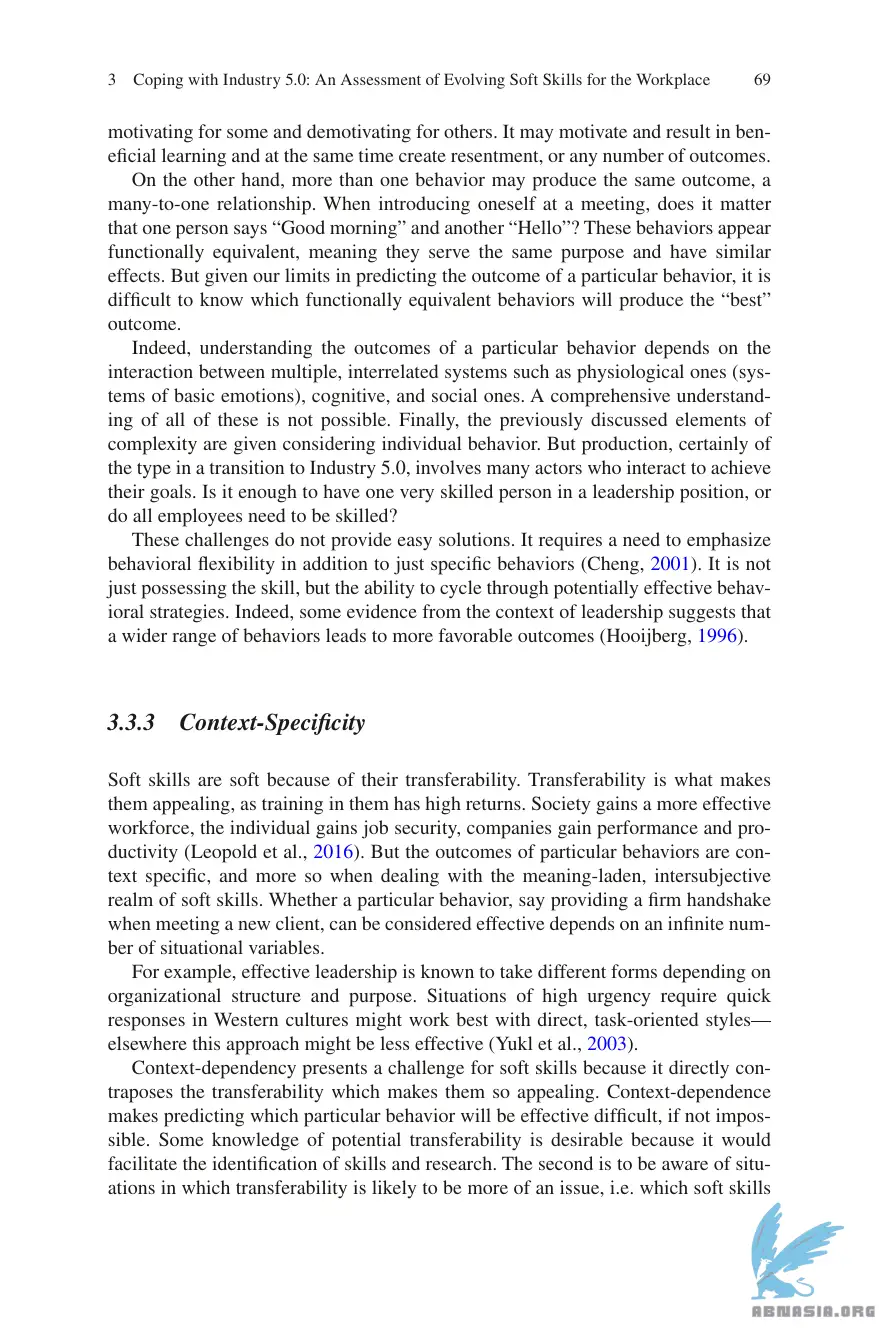 3 Coping with Industry 5.0: An Assessment of Evolving Soft Skills for the Workplace 69
motivating for some and demotivating for others. It may motivate and result in ben-
eficial learning and at the same time create resentment, or any number of outcomes.
On the other hand, more than one behavior may produce the same outcome, a
many-to-one relationship. When introducing oneself at a meeting, does it matter
that one person says “Good morning” and another “Hello”? These behaviors appear
functionally equivalent, meaning they serve the same purpose and have similar
effects. But given our limits in predicting the outcome of a particular behavior, it is
difficult to know which functionally equivalent behaviors will produce the “best”
outcome.
Indeed, understanding the outcomes of a particular behavior depends on the
interaction between multiple, interrelated systems such as physiological ones (sys-
tems of basic emotions), cognitive, and social ones. A comprehensive understand-
ing of all of these is not possible. Finally, the previously discussed elements of
complexity are given considering individual behavior. But production, certainly of
the type in a transition to Industry 5.0, involves many actors who interact to achieve
their goals. Is it enough to have one very skilled person in a leadership position, or
do all employees need to be skilled?
These challenges do not provide easy solutions. It requires a need to emphasize
behavioral flexibility in addition to just specific behaviors (Cheng, 2001). It is not
just possessing the skill, but the ability to cycle through potentially effective behav-
ioral strategies. Indeed, some evidence from the context of leadership suggests that
a wider range of behaviors leads to more favorable outcomes (Hooijberg, 1996).
3.3.3 Context-Specificity
Soft skills are soft because of their transferability. Transferability is what makes
them appealing, as training in them has high returns. Society gains a more effective
workforce, the individual gains job security, companies gain performance and pro-
ductivity (Leopold et al., 2016). But the outcomes of particular behaviors are con-
text specific, and more so when dealing with the meaning-laden, intersubjective
realm of soft skills. Whether a particular behavior, say providing a firm handshake
when meeting a new client, can be considered effective depends on an infinite num-
ber of situational variables.
For example, effective leadership is known to take different forms depending on
organizational structure and purpose. Situations of high urgency require quick
responses in Western cultures might work best with direct, task-oriented styles—
elsewhere this approach might be less effective (Yukl et al., 2003).
Context-dependency presents a challenge for soft skills because it directly con-
traposes the transferability which makes them so appealing. Context-dependence
makes predicting which particular behavior will be effective difficult, if not impos-
sible. Some knowledge of potential transferability is desirable because it would
facilitate the identification of skills and research. The second is to be aware of situ-
ations in which transferability is likely to be more of an issue, i.e. which soft skills
ABNASIA.ORG